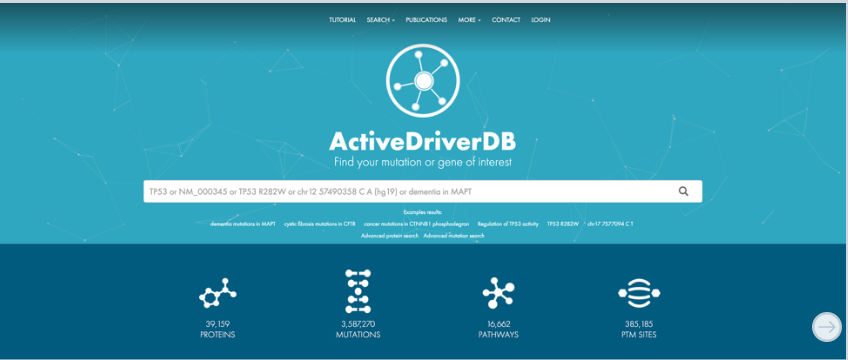 TUTORIAL SEARCH PUBLICATIONS MORE CONTACT LOGIN
ActiveDriverDB
Find your mutation or gene of interest
TP53 or NM_000345 or TP53 R282W or chr12 57490358 C A (hg19) or dementia in MAPT
Examples results:
dementia mutations in MAPT cystic fibrosis mutations in CFTR cancer mutations in CTNNB1 phosphodegron Regulation of TP53 activity TP53 R282W chr17 7577094 C T
Advanced protein search Advanced mutation search
39,159 3,587,270 16,662 385,185
PROTEINS MUTATIONS PATHWAYS PTM SITES